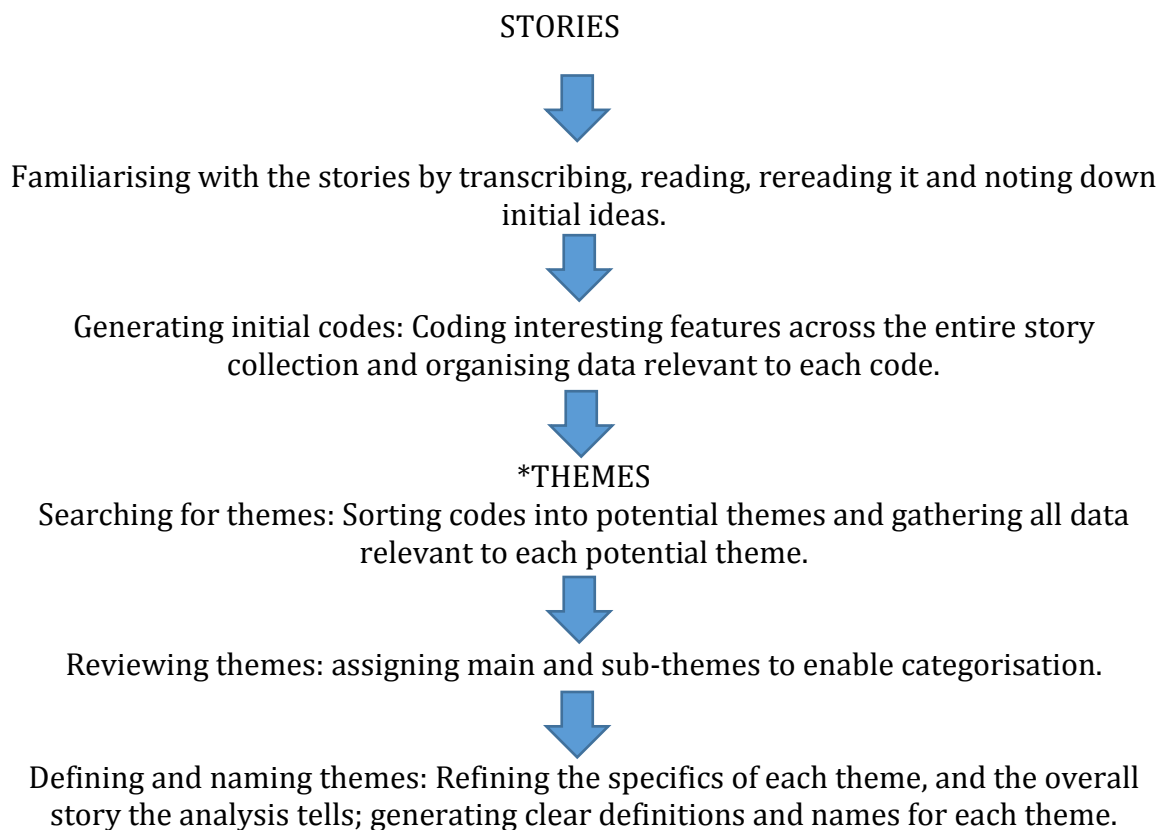 STORIES
Familiarising with the stories by transcribing, reading, rereading it and noting down
initial ideas.
Generating initial codes: Coding interesting features across the entire story
collection and organising data relevant to each code.
*THEMES
Searching for themes: Sorting codes into potential themes and gathering all data
relevant to each potential theme.
Reviewing themes: assigning main and sub-themes to enable categorisation.
Defining and naming themes: Refining the specifics of each theme, and the overall
story the analysis tells; generating clear definitions and names for each theme.